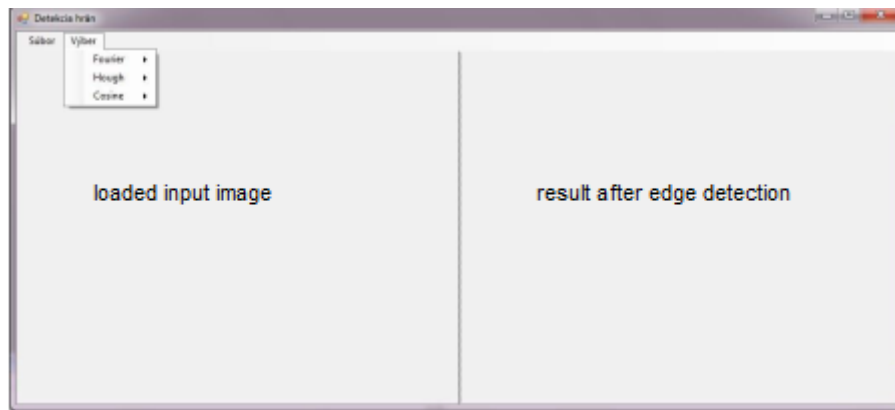 Detekcia hrán
Súbor Výber
Fourier
Hough
Cosine
loaded input image
result after edge detection